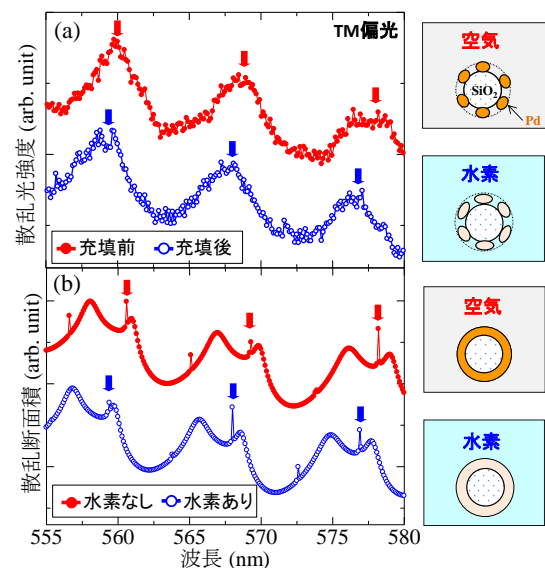 (a)
TM偏光
散乱光強度 (arb. unit)
充填前
充填後
(b)
散乱断面積 (arb. unit)
水素なし
水素あり
555
560
565
570
575
580
波長 (nm)
空気
SiO₂
Pd
水素
空気
水素